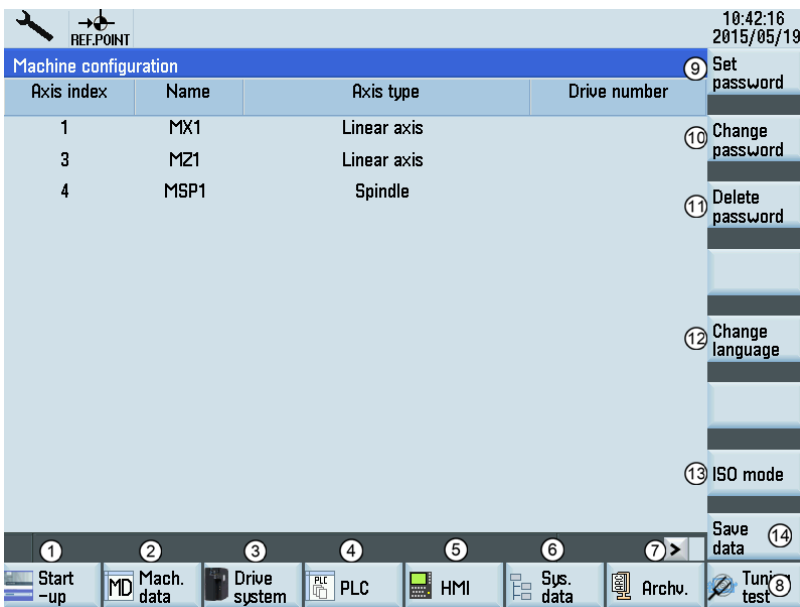 10:42:16
REF.POINT 2015/05/19
Machine configuration
Axis index Name Axis type Drive number
1 MX1 Linear axis
3 MZ1 Linear axis
4 MSP1 Spindle
9 Set
password
10 Change
password
11 Delete
password
12 Change
language
13 ISO mode
Save
data 14
1 2 3 4 5 6 7 >
Start
-up
MD Mach.
data
Drive
system
PLC PLC
HMI
Sys.
data
Archv.
8
test